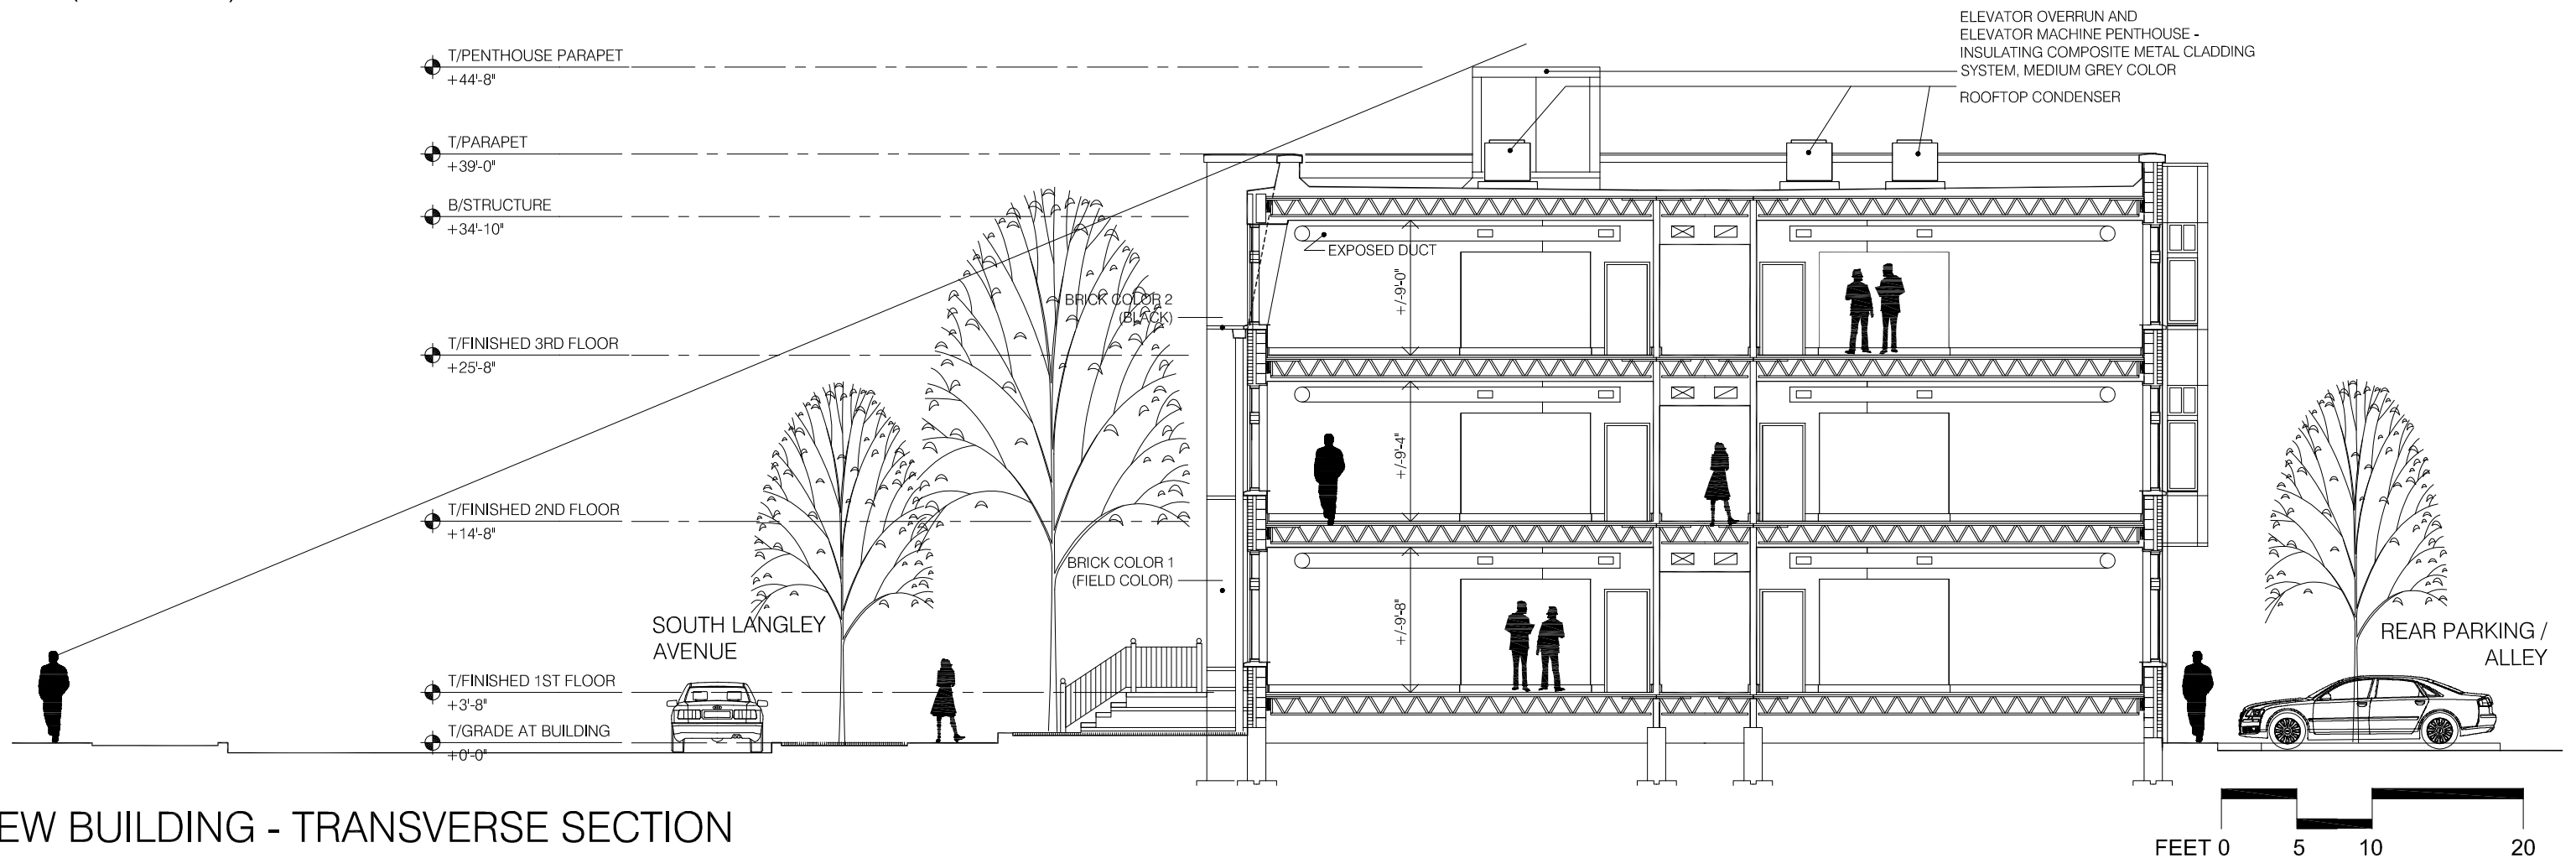 T/PENTHOUSE PARAPET
+44'-8"
T/PARAPET
+39'-0"
B/STRUCTURE
+34'-10"
T/FINISHED 3RD FLOOR
+25'-8"
T/FINISHED 2ND FLOOR
+14'-8"
T/FINISHED 1ST FLOOR
+3'-8"
T/GRADE AT BUILDING
+0'-0"
SOUTH LANGLEY
AVENUE
BRICK COLOR 2
(BLACK)
BRICK COLOR 1
(FIELD COLOR)
EXPOSED DUCT
+/-9'-0"
+/-9'-4"
+/-9'-8"
ELEVATOR OVERRUN AND
ELEVATOR MACHINE PENTHOUSE -
INSULATING COMPOSITE METAL CLADDING
SYSTEM, MEDIUM GREY COLOR
ROOFTOP CONDENSER
REAR PARKING /
ALLEY
EW BUILDING - TRANSVERSE SECTION
FEET 0 5 10 20